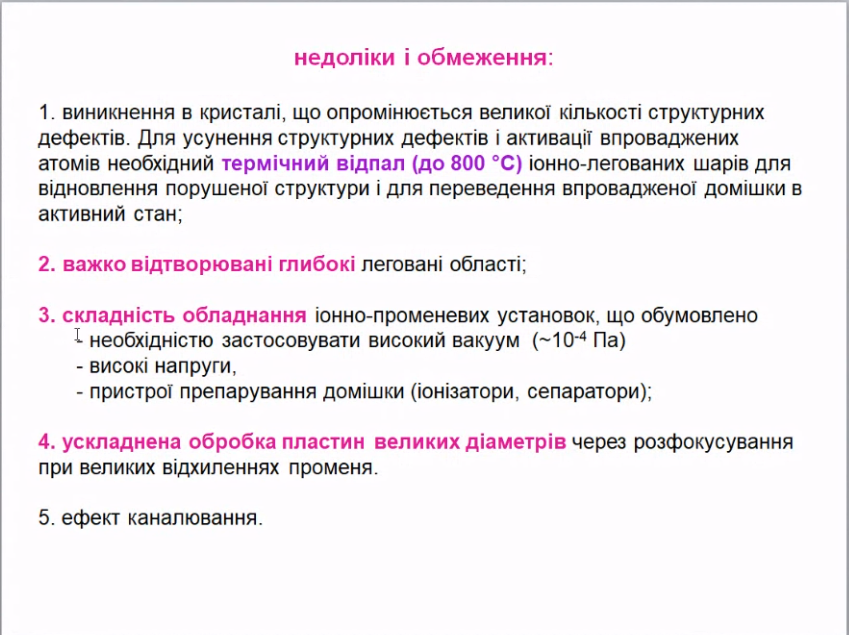 недоліки і обмеження:
1. виникнення в кристалі, що опромінюється великої кількості структурних
дефектів. Для усунення структурних дефектів і активації впроваджених
атомів необхідний термічний відпал (до 800 °С) іонно-легованих шарів для
відновлення порушеної структури і для переведення впровадженої домішки в
активний стан;
2. важко відтворювані глибокі леговані області;
3. складність обладнання іонно-променевих установок, що обумовлено
- необхідністю застосовувати високий вакуум (~10⁻⁴ Па)
- високі напруги,
- пристрої препарування домішки (іонізатори, сепаратори);
4. ускладнена обробка пластин великих діаметрів через розфокусування
при великих відхиленнях променя.
5. ефект каналювання.